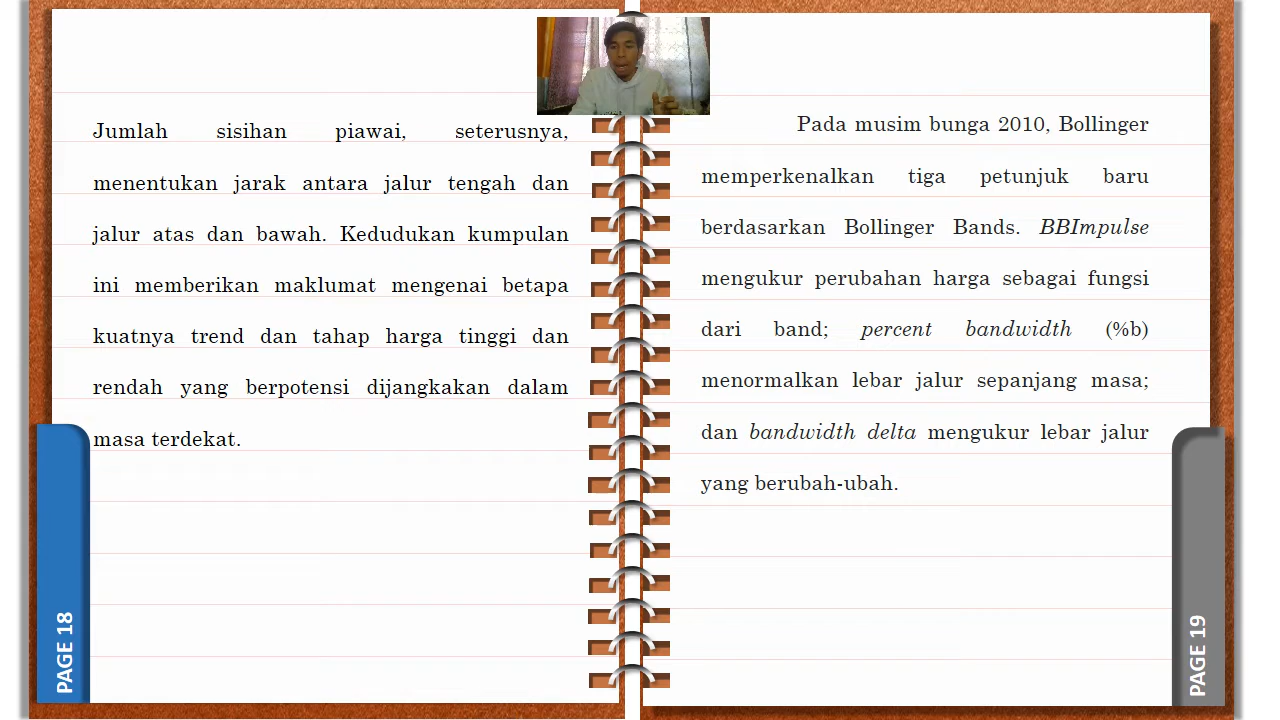 Jumlah sisihan piawai, seterusnya,
menentukan jarak antara jalur tengah dan
jalur atas dan bawah. Kedudukan kumpulan
ini memberikan maklumat mengenai betapa
kuatnya trend dan tahap harga tinggi dan
rendah yang berpotensi dijangkakan dalam
masa terdekat.
PAGE 18
Pada musim bunga 2010, Bollinger
memperkenalkan tiga petunjuk baru
berdasarkan Bollinger Bands. BBImpulse
mengukur perubahan harga sebagai fungsi
dari band; percent bandwidth (%b)
menormalkan lebar jalur sepanjang masa;
dan bandwidth delta mengukur lebar jalur
yang berubah-ubah.
PAGE 19